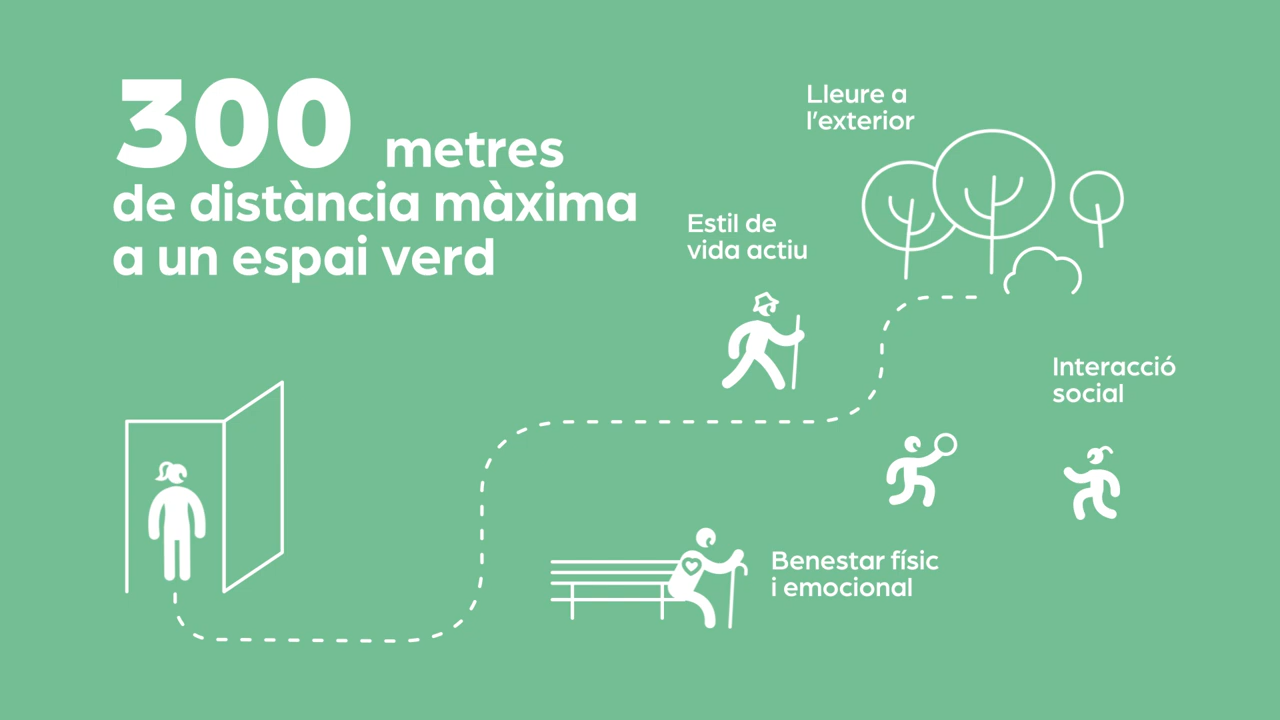 300 metres
de distància màxima
a un espai verd
Lleure a
l'exterior
Estil de
vida actiu
Interacció
social
Benestar físic
i emocional